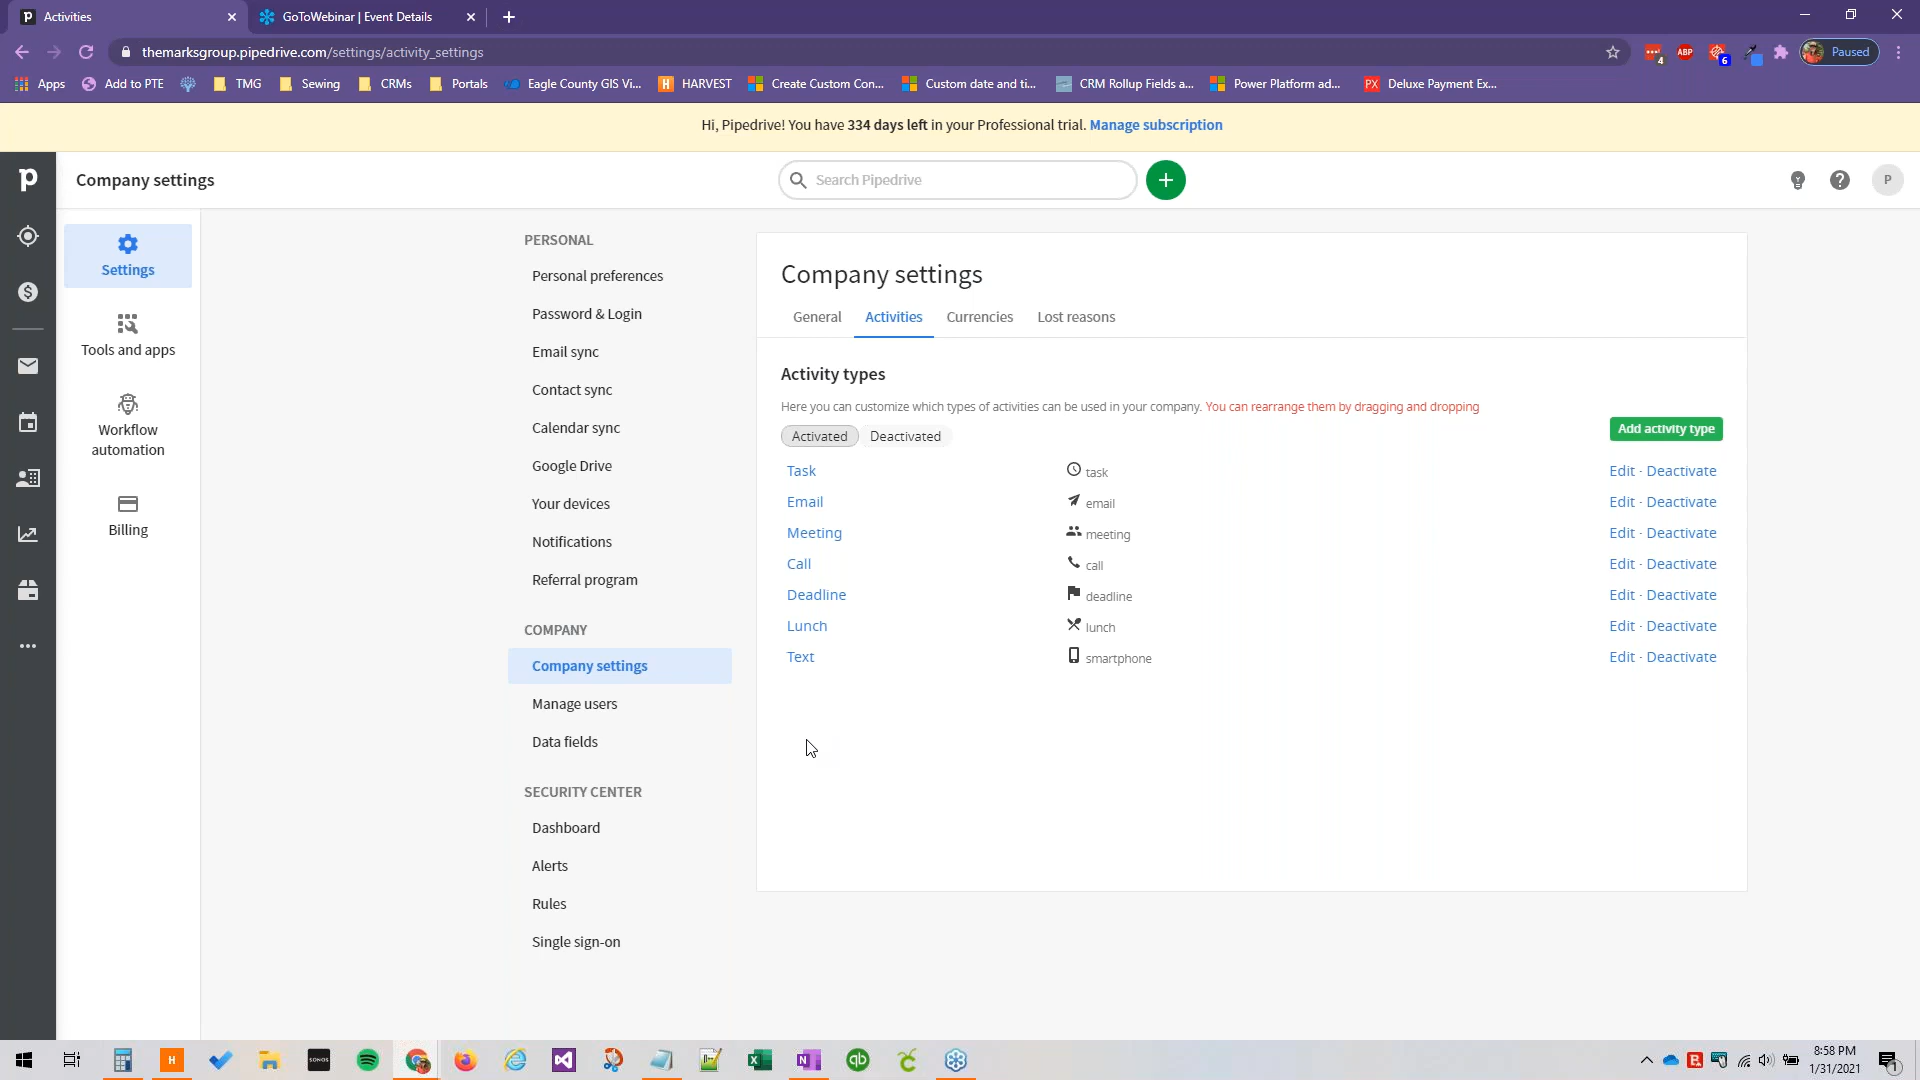 Activities
GoToWebinar | Event Details
themarksgroup.pipedrive.com/settings/activity_settings
4
ABP
6
Paused
Apps
Add to PTE
TMG
Sewing
CRMs
Portals
Eagle County GIS Vi...
H HARVEST
Create Custom Con...
Custom date and ti...
CRM Rollup Fields a...
Power Platform ad...
PX Deluxe Payment Ex...
Hi, Pipedrive! You have 334 days left in your Professional trial. Manage subscription
Company settings
Search Pipedrive
P
Settings
Tools and apps
Workflow
automation
Billing
PERSONAL
Personal preferences
Password & Login
Email sync
Contact sync
Calendar sync
Google Drive
Your devices
Notifications
Referral program
COMPANY
Company settings
Manage users
Data fields
SECURITY CENTER
Dashboard
Alerts
Rules
Single sign-on
Company settings
General Activities Currencies Lost reasons
Activity types
Here you can customize which types of activities can be used in your company. You can rearrange them by dragging and dropping
Activated Deactivated
Add activity type
Task task Edit · Deactivate
Email email Edit · Deactivate
Meeting meeting Edit · Deactivate
Call call Edit · Deactivate
Deadline deadline Edit · Deactivate
Lunch lunch Edit · Deactivate
Text smartphone Edit · Deactivate
H
SONOS
qb
8:58 PM
1/31/2021
1